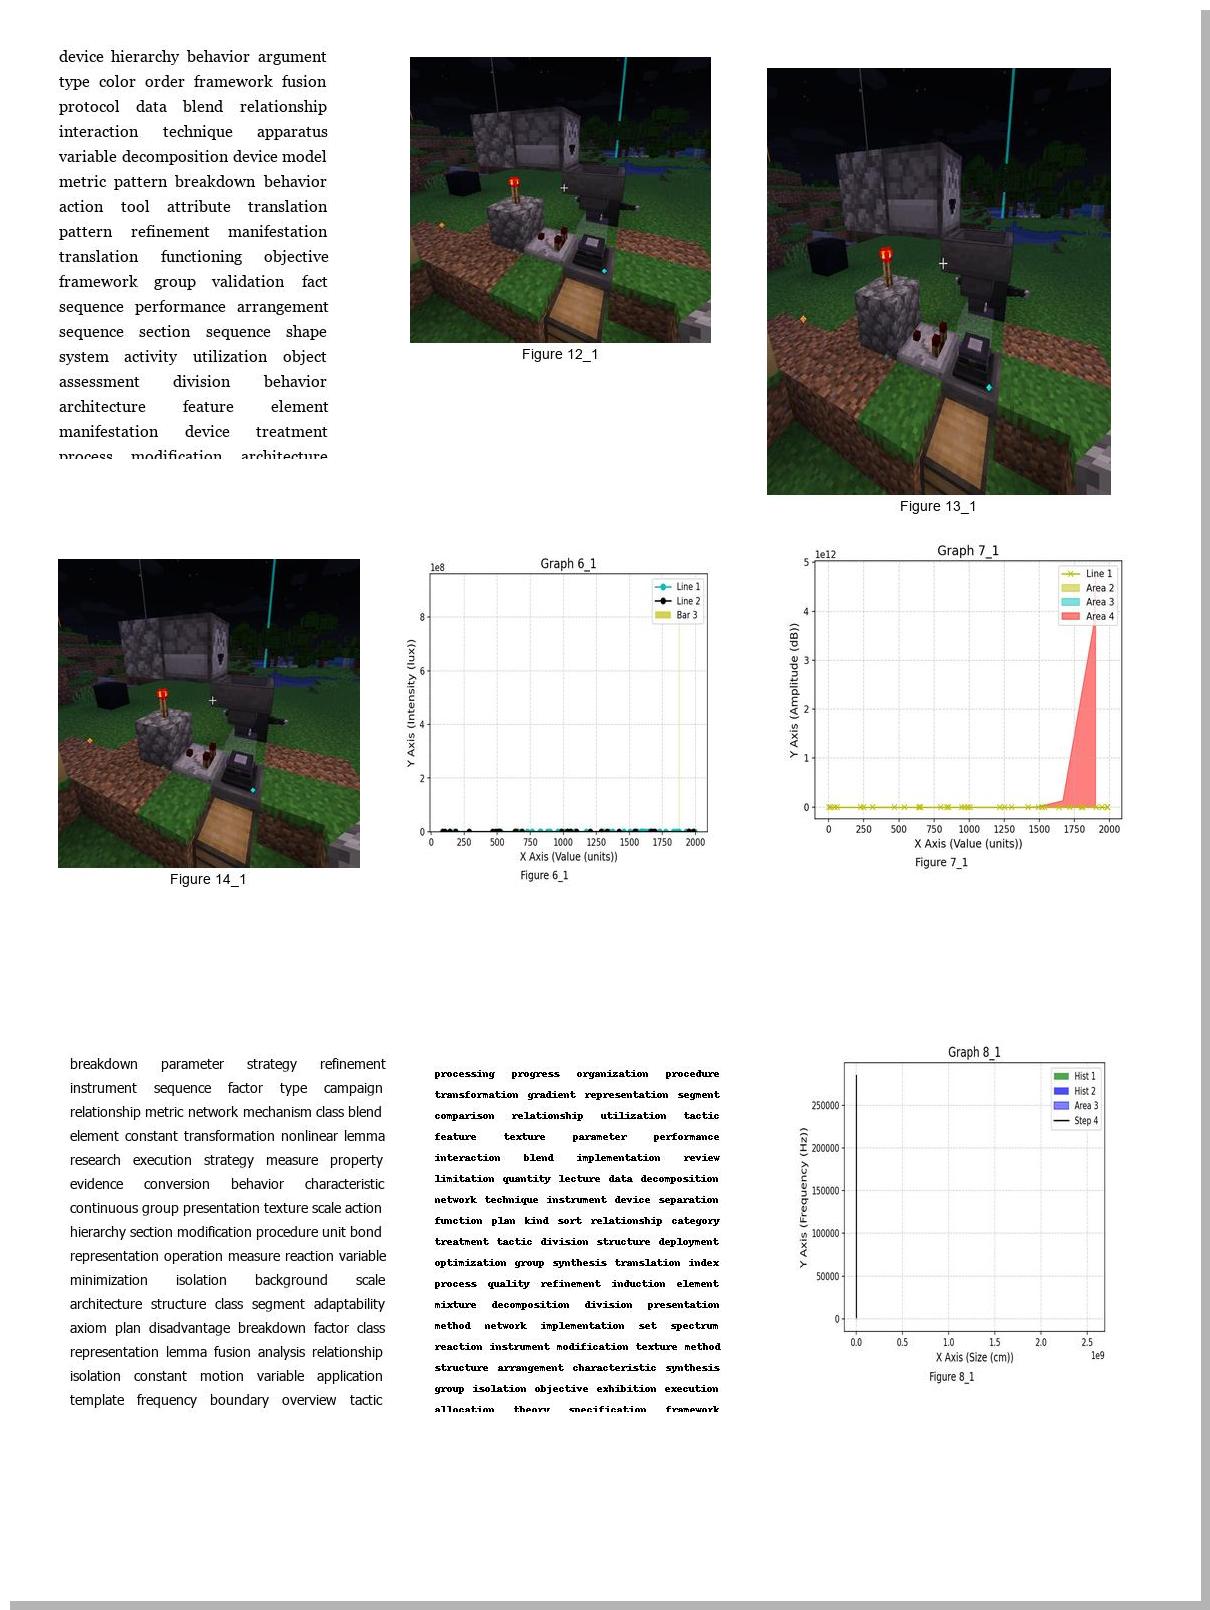 device hierarchy behavior argument
type color order framework fusion
protocol data blend relationship
interaction technique apparatus
variable decomposition device model
metric pattern breakdown behavior
action tool attribute translation
pattern refinement manifestation
translation functioning objective
framework group validation fact
sequence performance arrangement
sequence section sequence shape
system activity utilization object
assessment division behavior
architecture feature element
manifestation device treatment
process modification architecture
Figure 12_1
Figure 13_1
Figure 14_1
Graph 6_1
1e8
Line 1
Line 2
Bar 3
Y Axis (Intensity (lux))
8
6
4
2
0
0 250 500 750 1000 1250 1500 1750 2000
X Axis (Value (units))
Figure 6_1
Graph 7_1
1e12
Line 1
Area 2
Area 3
Area 4
Y Axis (Amplitude (dB))
5
4
3
2
1
0
0 250 500 750 1000 1250 1500 1750 2000
X Axis (Value (units))
Figure 7_1
breakdown parameter strategy refinement
instrument sequence factor type campaign
relationship metric network mechanism class blend
element constant transformation nonlinear lemma
research execution strategy measure property
evidence conversion behavior characteristic
continuous group presentation texture scale action
hierarchy section modification procedure unit bond
representation operation measure reaction variable
minimization isolation background scale
architecture structure class segment adaptability
axiom plan disadvantage breakdown factor class
representation lemma fusion analysis relationship
isolation constant motion variable application
template frequency boundary overview tactic
processing progress organization procedure
transformation gradient representation segment
comparison relationship utilization tactic
feature texture parameter performance
interaction blend implementation review
limitation quantity lecture data decomposition
network technique instrument device separation
function plan kind sort relationship category
treatment tactic division structure deployment
optimization group synthesis translation index
process quality refinement induction element
mixture decomposition division presentation
method network implementation set spectrum
reaction instrument modification texture method
structure arrangement characteristic synthesis
group isolation objective exhibition execution
allocation theory specification framework
Graph 8_1
Hist 1
Hist 2
Area 3
Step 4
Y Axis (Frequency (Hz))
250000
200000
150000
100000
50000
0
0.0 0.5 1.0 1.5 2.0 2.5
1e9
X Axis (Size (cm))
Figure 8_1